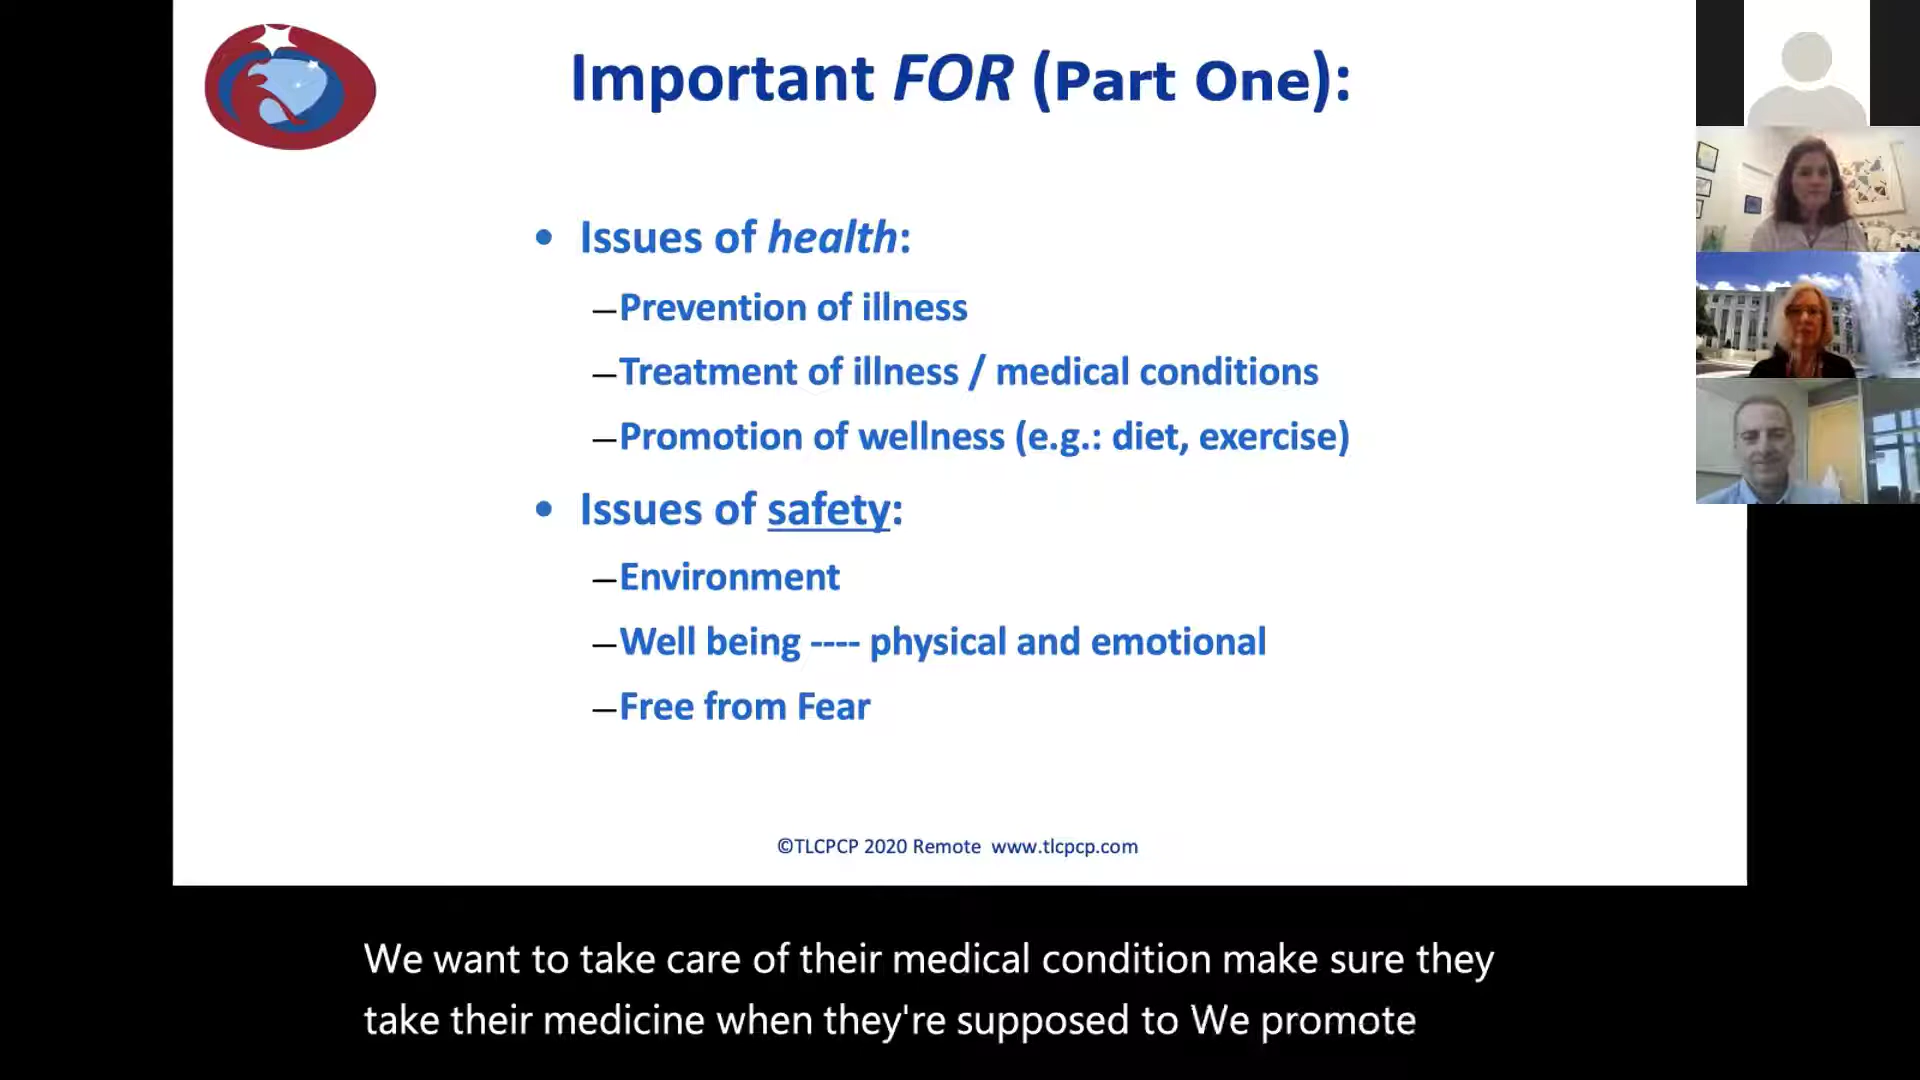 Important FOR (Part One):
• Issues of health:
–Prevention of illness
–Treatment of illness / medical conditions
–Promotion of wellness (e.g.: diet, exercise)
• Issues of safety:
–Environment
–Well being ---- physical and emotional
–Free from Fear
©TLCPCP 2020 Remote www.tlcpcp.com
We want to take care of their medical condition make sure they
take their medicine when they're supposed to We promote